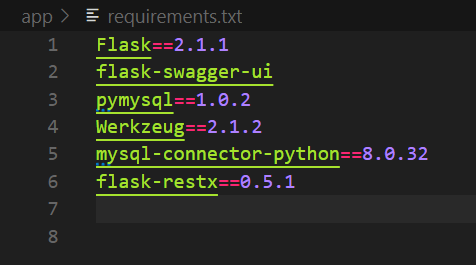 app > requirements.txt
1 Flask==2.1.1
2 flask-swagger-ui
3 pymysql==1.0.2
4 Werkzeug==2.1.2
5 mysql-connector-python==8.0.32
6 flask-restx==0.5.1
7
8